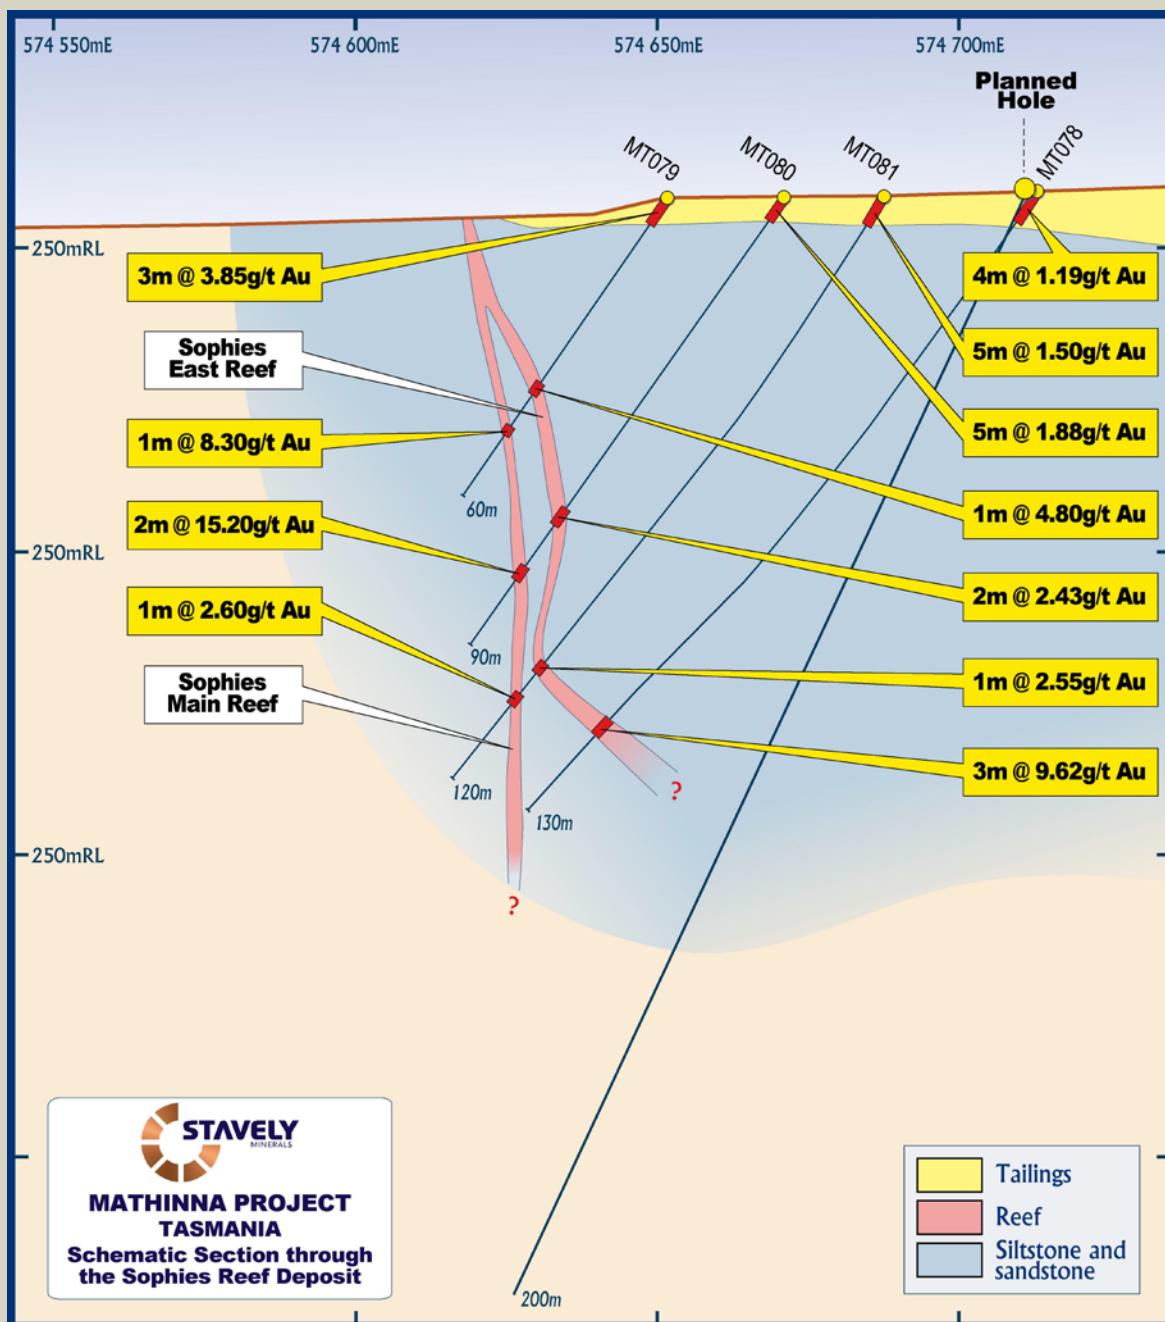 574 550mE
574 600mE
574 650mE
574 700mE
Planned
Hole
MT079
MT080
MT081
MT078
250mRL
3m @ 3.85g/t Au
4m @ 1.19g/t Au
Sophies
East Reef
5m @ 1.50g/t Au
1m @ 8.30g/t Au
5m @ 1.88g/t Au
60m
2m @ 15.20g/t Au
1m @ 4.80g/t Au
250mRL
1m @ 2.60g/t Au
2m @ 2.43g/t Au
90m
Sophies
Main Reef
1m @ 2.55g/t Au
3m @ 9.62g/t Au
120m
?
130m
250mRL
?
STAVELY
MINERALS
MATHINNA PROJECT
TASMANIA
Schematic Section through
the Sophies Reef Deposit
Tailings
Reef
Siltstone and
sandstone
200m